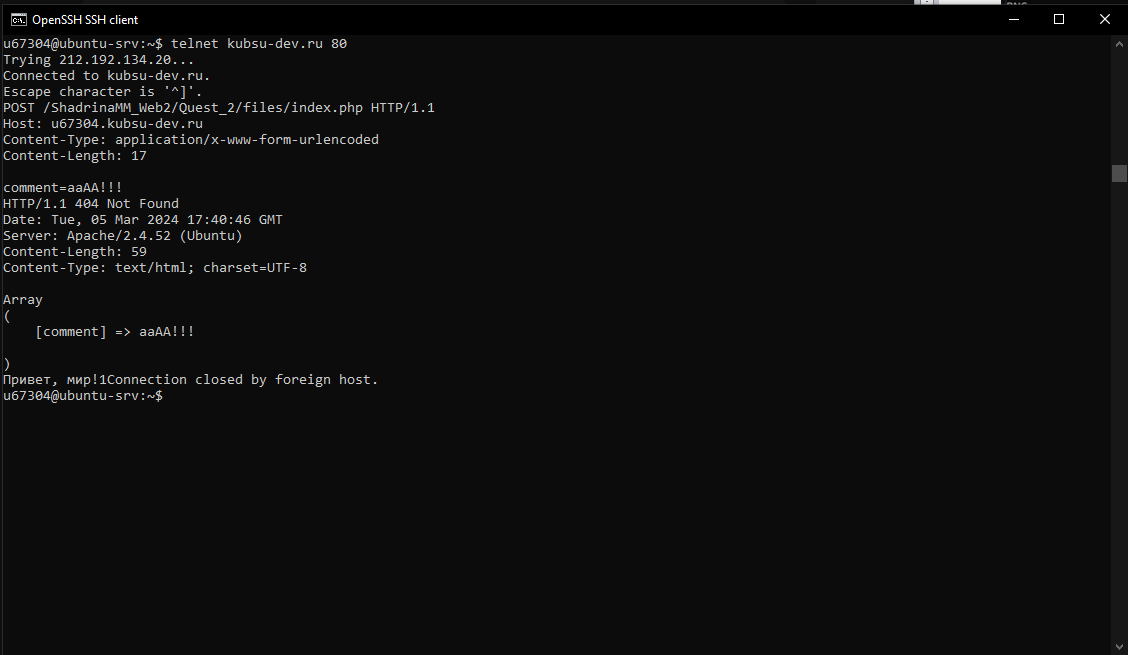 OpenSSH SSH client
u67304@ubuntu-srv:~$ telnet kubsu-dev.ru 80
Trying 212.192.134.20...
Connected to kubsu-dev.ru.
Escape character is '^]'.
POST /ShadrinaMM_Web2/Quest_2/files/index.php HTTP/1.1
Host: u67304.kubsu-dev.ru
Content-Type: application/x-www-form-urlencoded
Content-Length: 17

comment=aaAA!!!
HTTP/1.1 404 Not Found
Date: Tue, 05 Mar 2024 17:40:46 GMT
Server: Apache/2.4.52 (Ubuntu)
Content-Length: 59
Content-Type: text/html; charset=UTF-8

Array
(
    [comment] => aaAA!!!

)
Привет, мир!1Connection closed by foreign host.
u67304@ubuntu-srv:~$